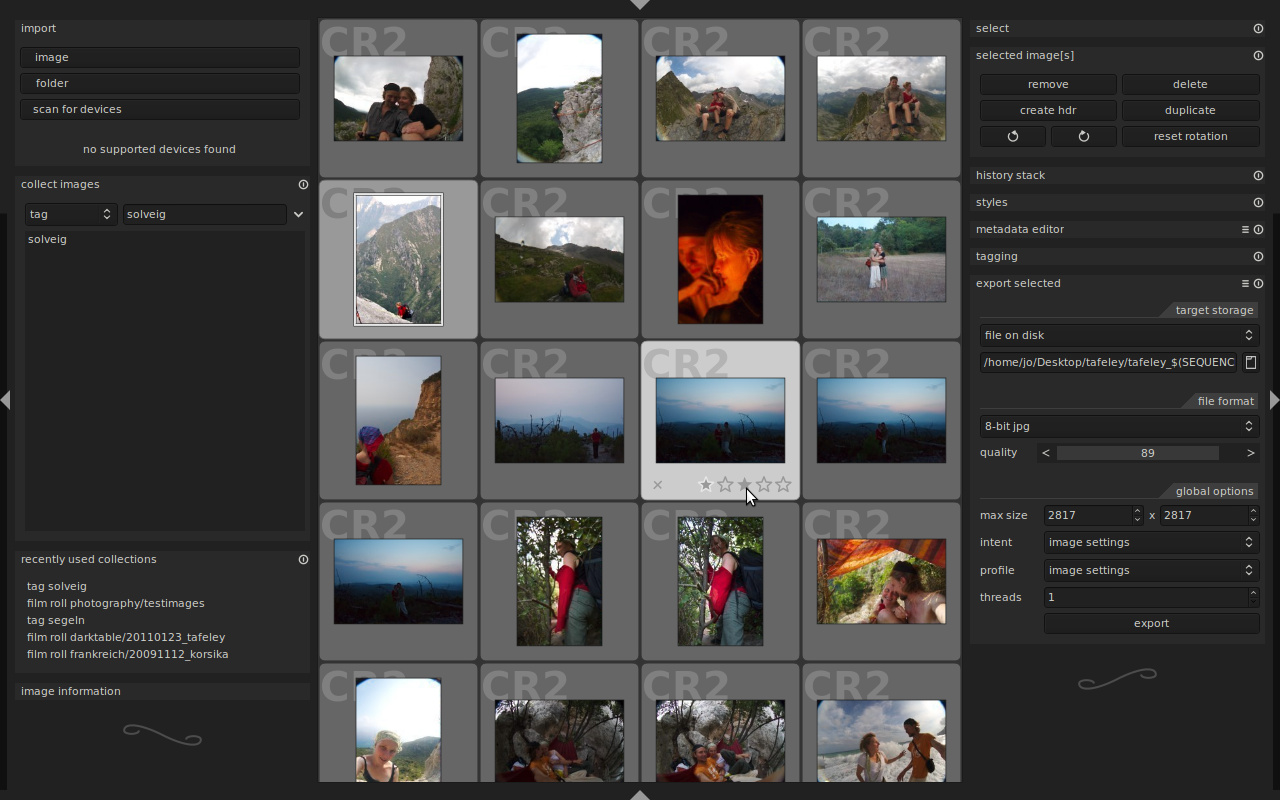 import
image
folder
scan for devices
no supported devices found
collect images
tag
solveig
solveig
recently used collections
tag solveig
film roll photography/testimages
tag segeln
film roll darktable/20110123_tafeley
film roll frankreich/20091112_korsika
image information
CR2 CR2 CR2 CR2
CR2 CR2 CR2 CR2
CR2 CR2 CR2 CR2
CR2 CR2 CR2 CR2
CR2 CR2 CR2 CR2
select
selected image[s]
remove delete
create hdr duplicate
reset rotation
history stack
styles
metadata editor
tagging
export selected
target storage
file on disk
/home/jo/Desktop/tafeley/tafeley_$(SEQUENC
file format
8-bit jpg
quality < 89 >
global options
max size 2817 x 2817
intent image settings
profile image settings
threads 1
export